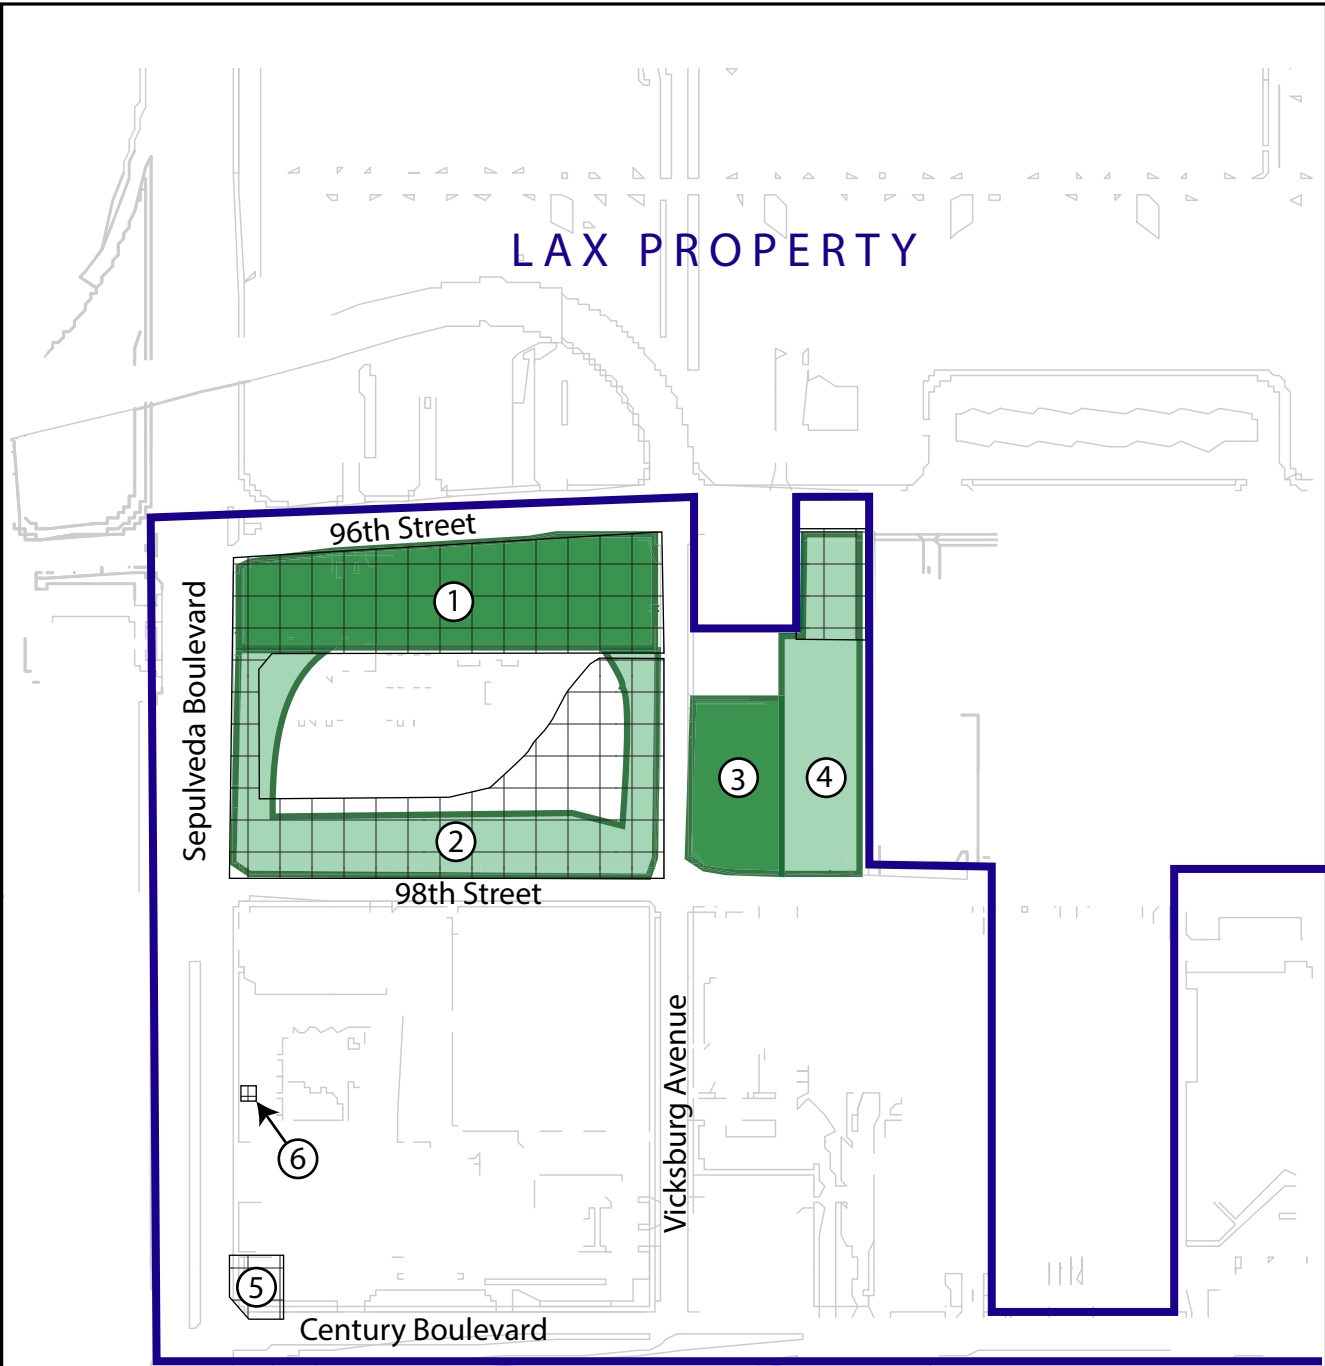 LAX PROPERTY
96th Street
1
Sepulveda Boulevard
3
4
2
98th Street
Vicksburg Avenue
6
5
Century Boulevard